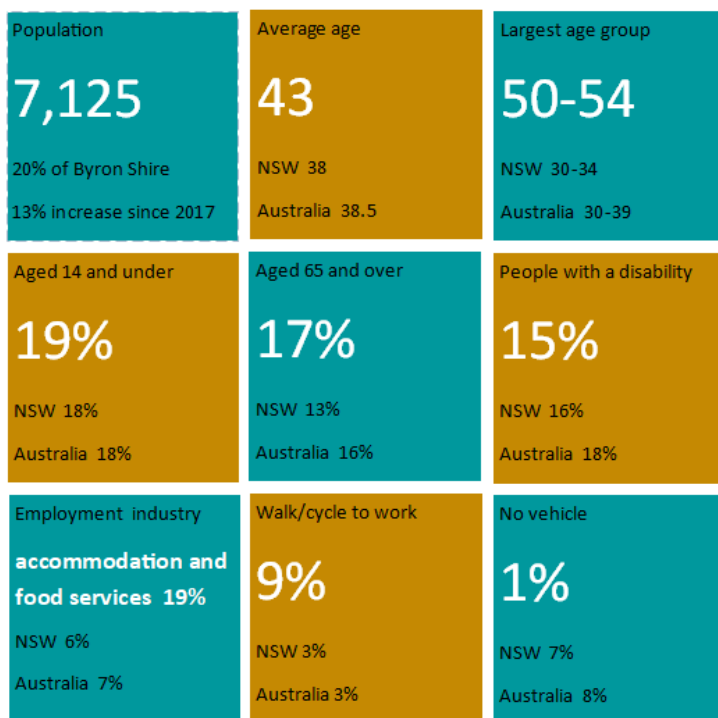 Population
7,125
20% of Byron Shire
13% increase since 2017
Average age
43
NSW 38
Australia 38.5
Largest age group
50-54
NSW 30-34
Australia 30-39
Aged 14 and under
19%
NSW 18%
Australia 18%
Aged 65 and over
17%
NSW 13%
Australia 16%
People with a disability
15%
NSW 16%
Australia 18%
Employment industry
accommodation and
food services 19%
NSW 6%
Australia 7%
Walk/cycle to work
9%
NSW 3%
Australia 3%
No vehicle
1%
NSW 7%
Australia 8%